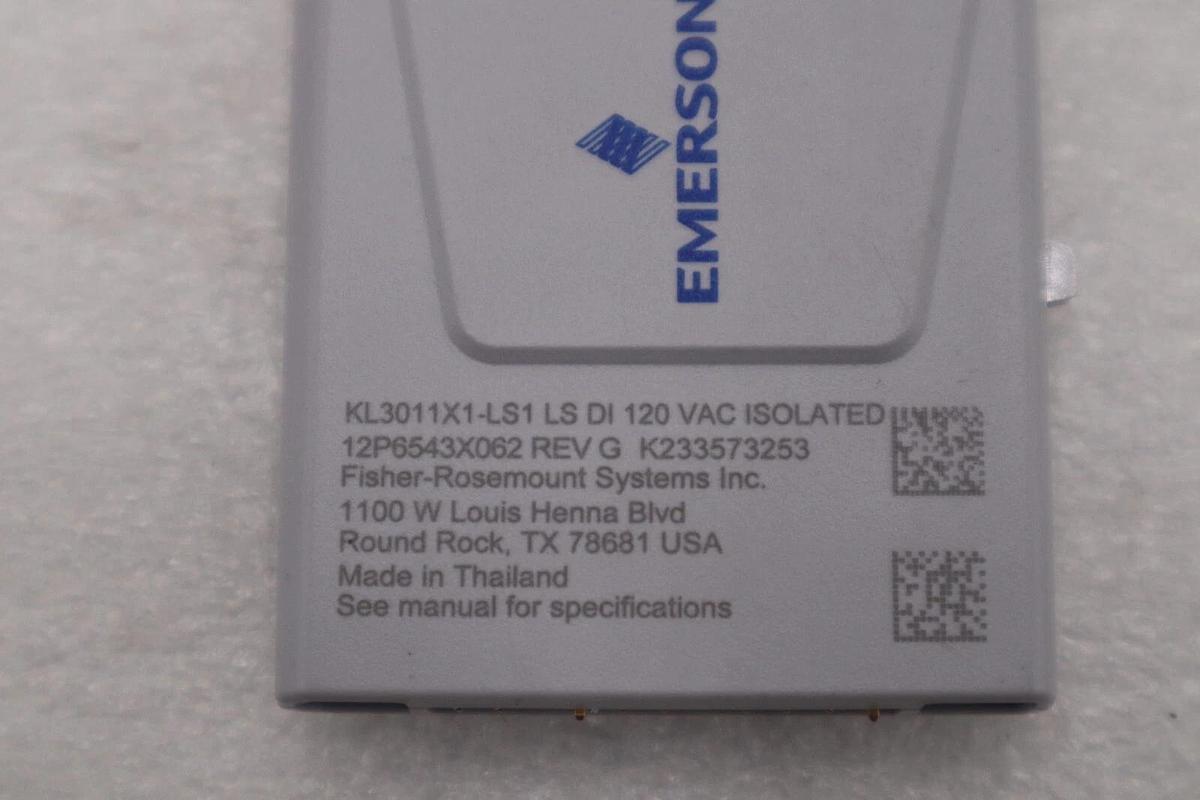 EMERSON
KL3011X1-LS1 LS DI 120 VAC ISOLATED
12P6543X062 REV G K233573253
Fisher-Rosemount Systems Inc.
1100 W Louis Henna Blvd
Round Rock, TX 78681 USA
Made in Thailand
See manual for specifications